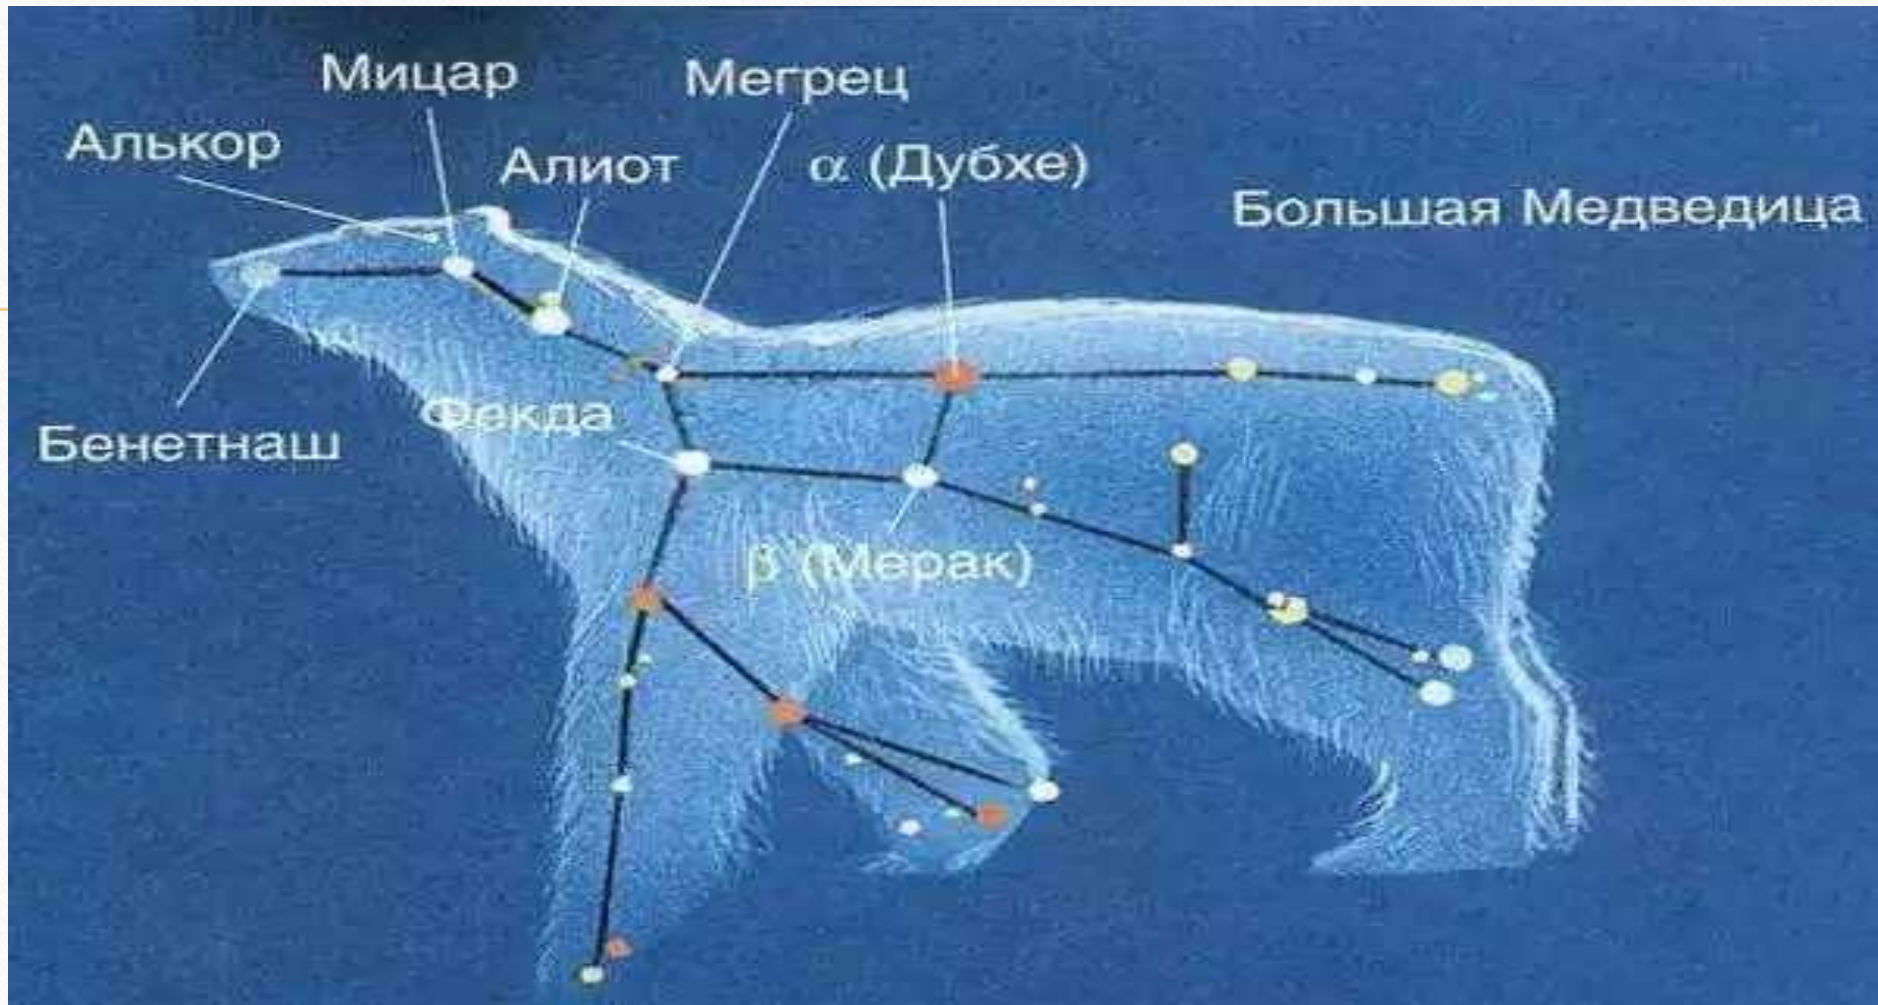 Мицар
Мегрец
Алькор
Алиот
α (Дубхе)
Большая Медведица
Фекда
Бенетнаш
β (Мерак)